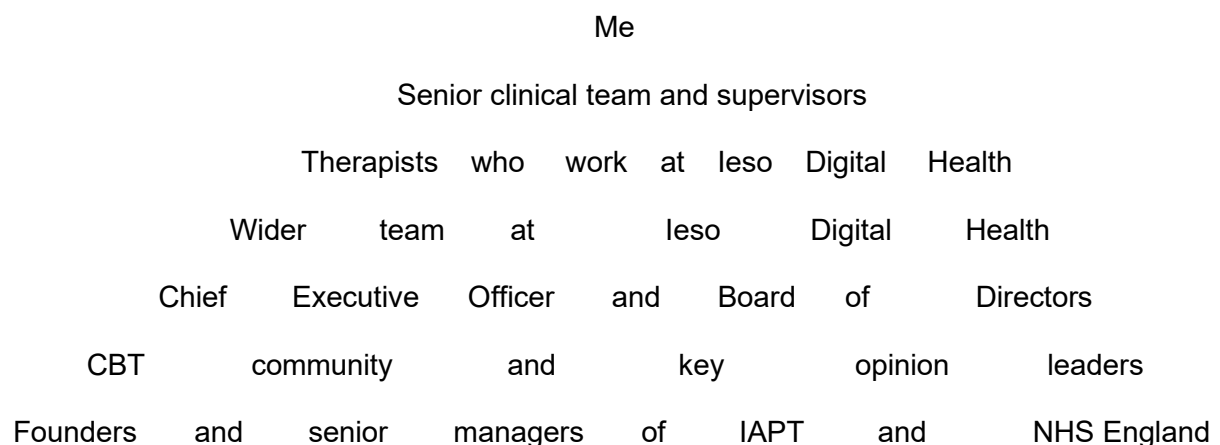 Me
Senior clinical team and supervisors
Therapists who work at Ieso Digital Health
Wider team at Ieso Digital Health
Chief Executive Officer and Board of Directors
CBT community and key opinion leaders
Founders and senior managers of IAPT and NHS England